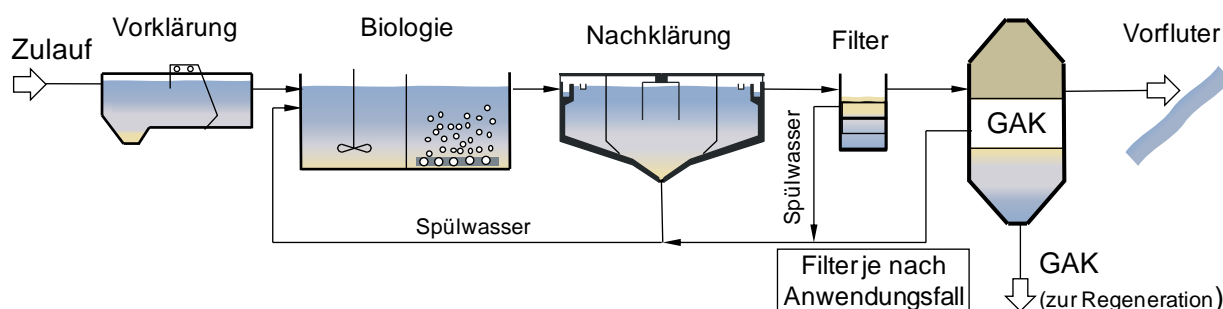 Zulauf
Vorklärung
Biologie
Nachklärung
Filter
Vorfluter
GAK
Spülwasser
Spülwasser
Filter je nach
Anwendungsfall
GAK
(zur Regeneration)